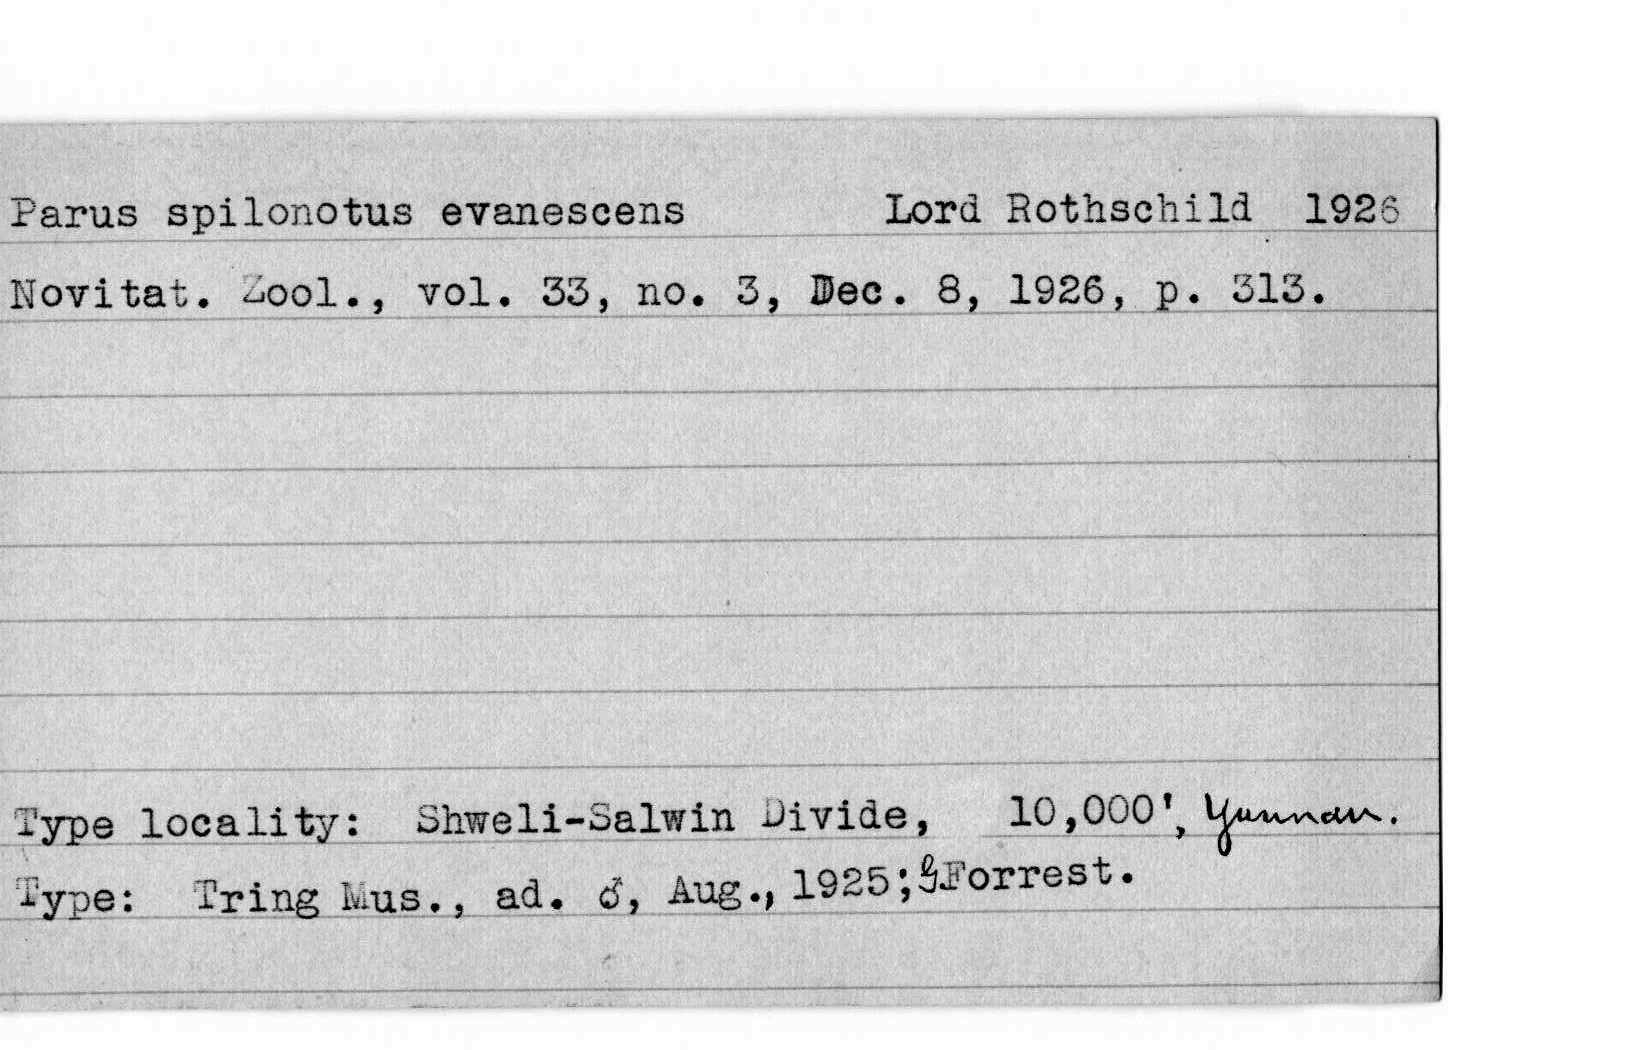 Parus spilonotus evanescens Lord Rothschild 1926
Novitat. Zool., vol. 33, no. 3, Dec. 8, 1926, p. 313.
Type locality: Shweli-Salwin Divide, 10,000', Yunnan.
Type: Tring Mus., ad. ♂, Aug., 1925; G. Forrest.